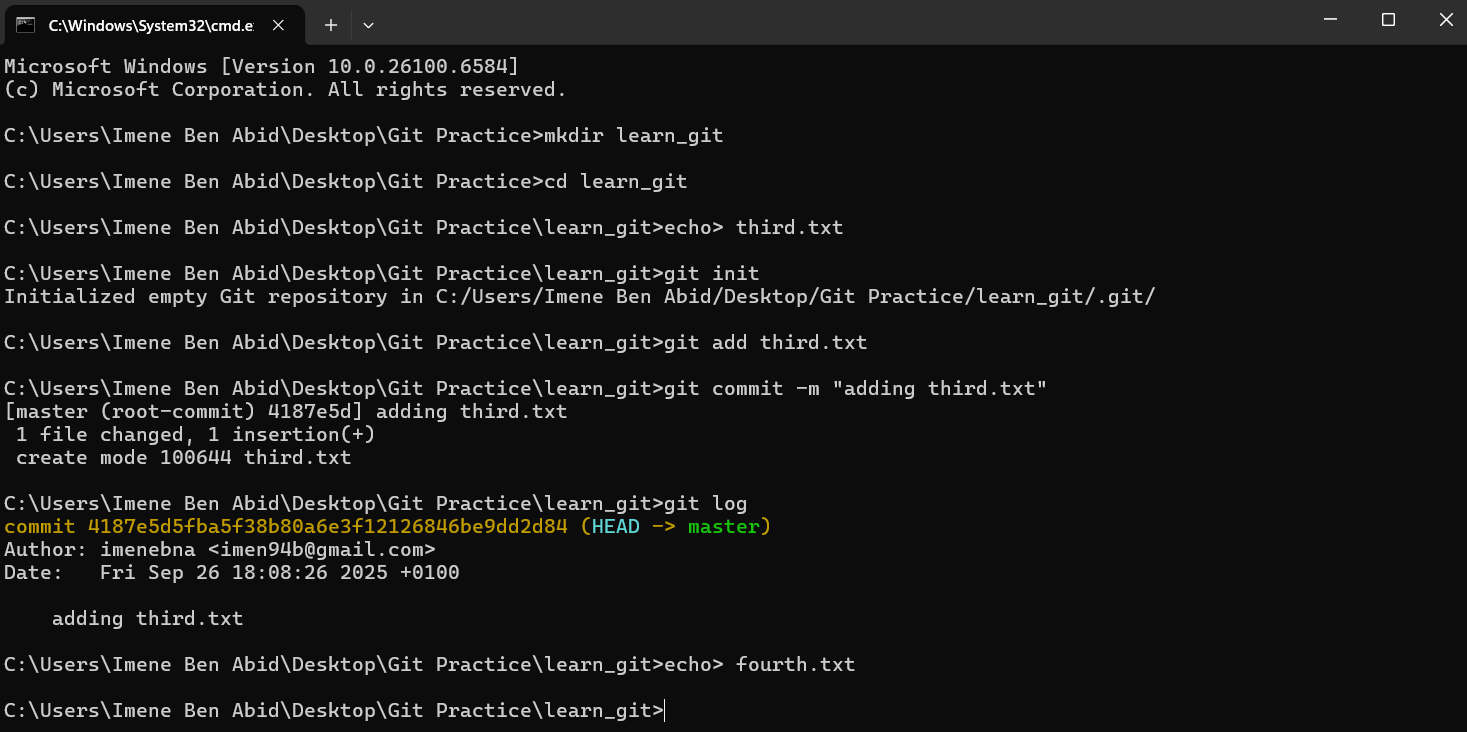 C:\Windows\System32\cmd.e
Microsoft Windows [Version 10.0.26100.6584]
(c) Microsoft Corporation. All rights reserved.
C:\Users\Imene Ben Abid\Desktop\Git Practice>mkdir learn_git
C:\Users\Imene Ben Abid\Desktop\Git Practice>cd learn_git
C:\Users\Imene Ben Abid\Desktop\Git Practice\learn_git>echo> third.txt
C:\Users\Imene Ben Abid\Desktop\Git Practice\learn_git>git init
Initialized empty Git repository in C:/Users/Imene Ben Abid/Desktop/Git Practice/learn_git/.git/
C:\Users\Imene Ben Abid\Desktop\Git Practice\learn_git>git add third.txt
C:\Users\Imene Ben Abid\Desktop\Git Practice\learn_git>git commit -m "adding third.txt"
[master (root-commit) 4187e5d] adding third.txt
 1 file changed, 1 insertion(+)
 create mode 100644 third.txt
C:\Users\Imene Ben Abid\Desktop\Git Practice\learn_git>git log
commit 4187e5d5fba5f38b80a6e3f12126846be9dd2d84 (HEAD -> master)
Author: imenebna <imen94b@gmail.com>
Date:   Fri Sep 26 18:08:26 2025 +0100
    adding third.txt
C:\Users\Imene Ben Abid\Desktop\Git Practice\learn_git>echo> fourth.txt
C:\Users\Imene Ben Abid\Desktop\Git Practice\learn_git>